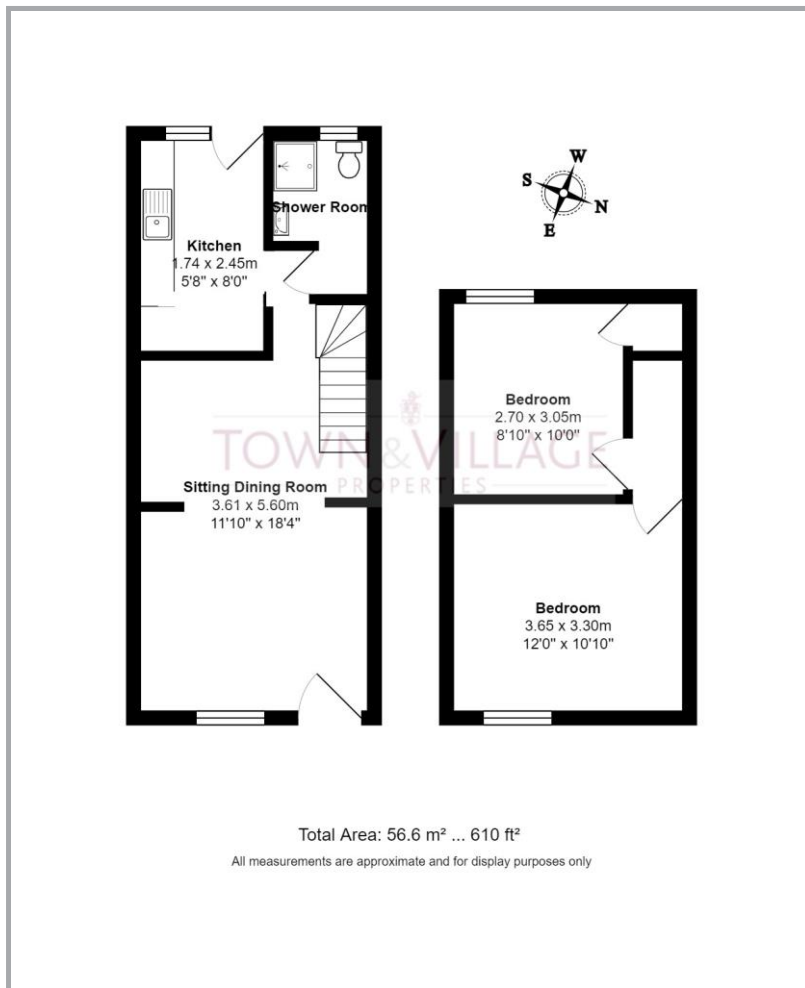 W
S
N
E
Shower Room
Kitchen
1.74 x 2.45m
5'8" x 8'0"
Bedroom
2.70 x 3.05m
8'10" x 10'0"
TOWN & VILLAGE
PROPERTIES
Sitting Dining Room
3.61 x 5.60m
11'10" x 18'4"
Bedroom
3.65 x 3.30m
12'0" x 10'10"
Total Area: 56.6 m² ... 610 ft²
All measurements are approximate and for display purposes only